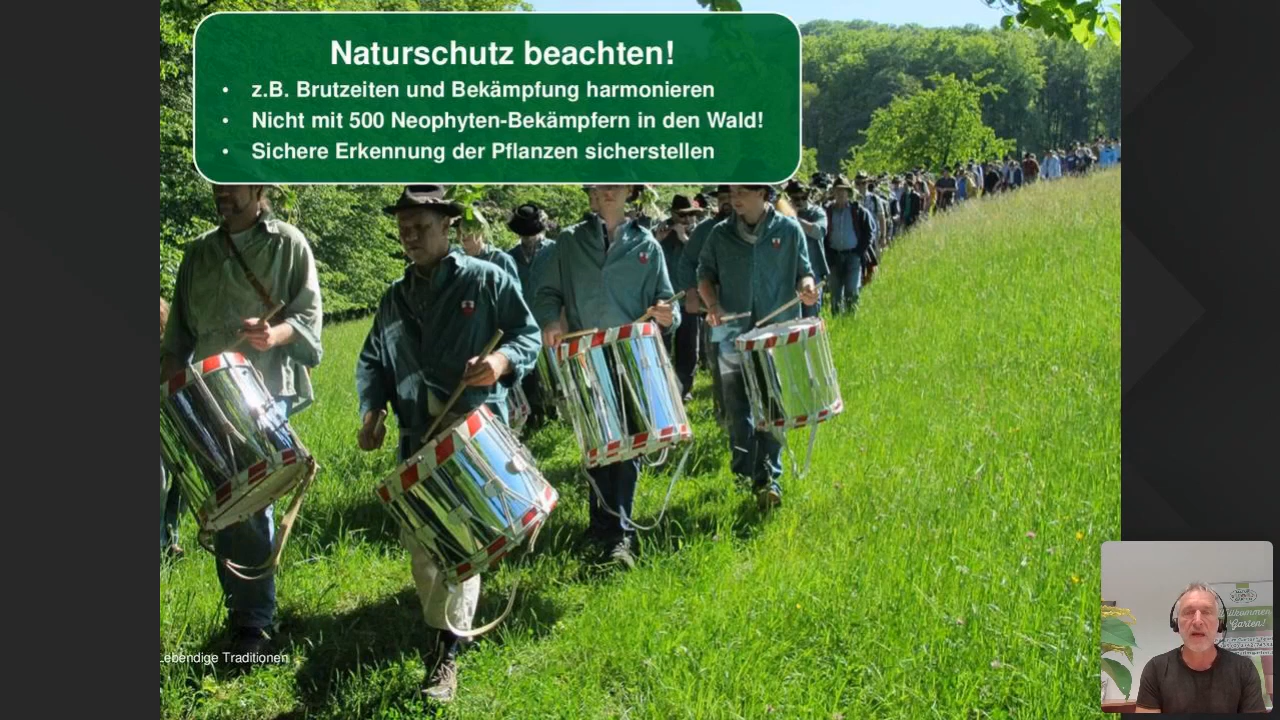 Naturschutz beachten!
• z.B. Brutzeiten und Bekämpfung harmonieren
• Nicht mit 500 Neophyten-Bekämpfern in den Wald!
• Sichere Erkennung der Pflanzen sicherstellen
Lebendige Traditionen